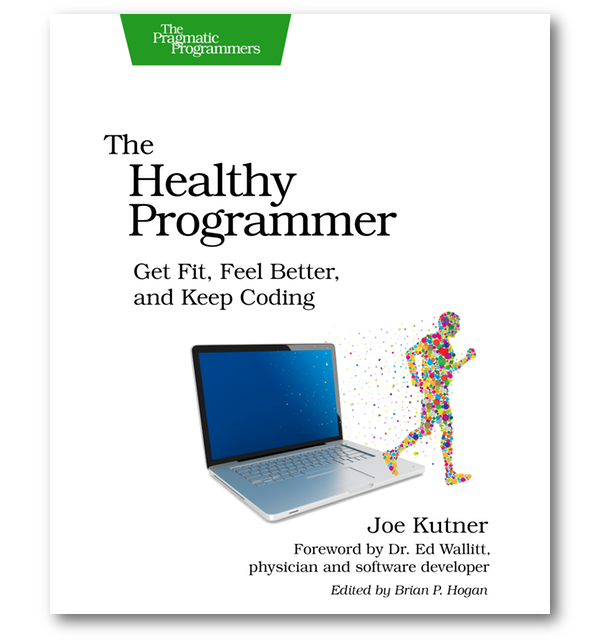 The
Pragmatic
Programmers
The
Healthy
Programmer
Get Fit, Feel Better,
and Keep Coding
Joe Kutner
Foreword by Dr. Ed Wallitt,
physician and software developer
Edited by Brian P. Hogan